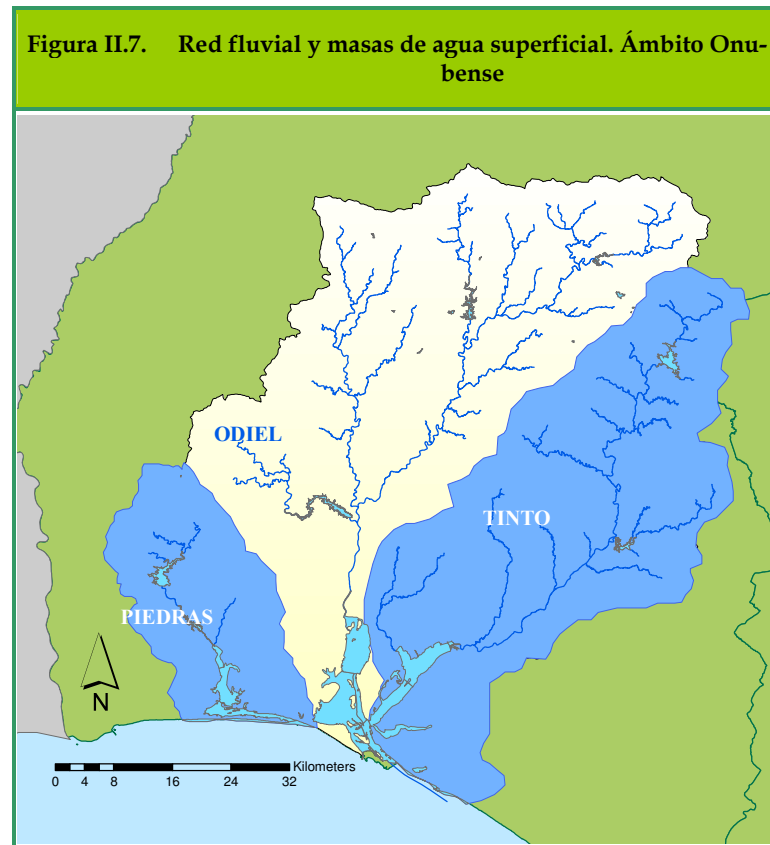 Figura II.7. Red fluvial y masas de agua superficial. Ámbito Onu-
bense
ODIEL
TINTO
PIEDRAS
N
Kilometers
0 2 4 8 16 24 32